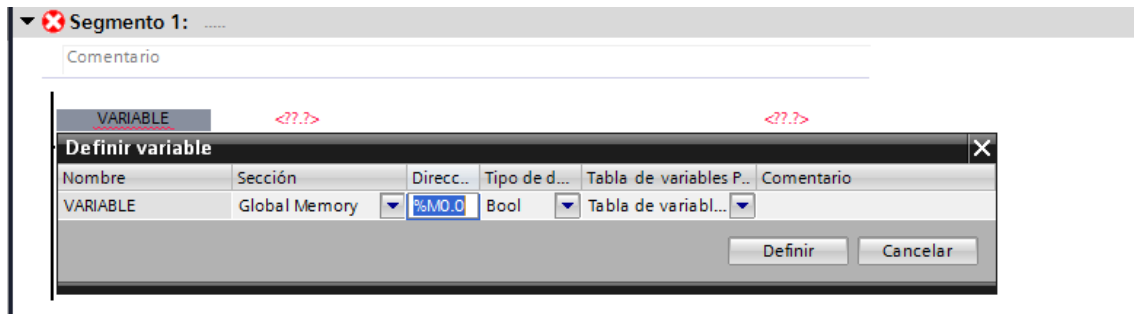 Segmento 1: .....
Comentario
VARIABLE <??.?> <??.?>
Definir variable
Nombre Sección Direcc... Tipo de d... Tabla de variables P.. Comentario
VARIABLE Global Memory %M0.0 Bool Tabla de variabl...
Definir Cancelar